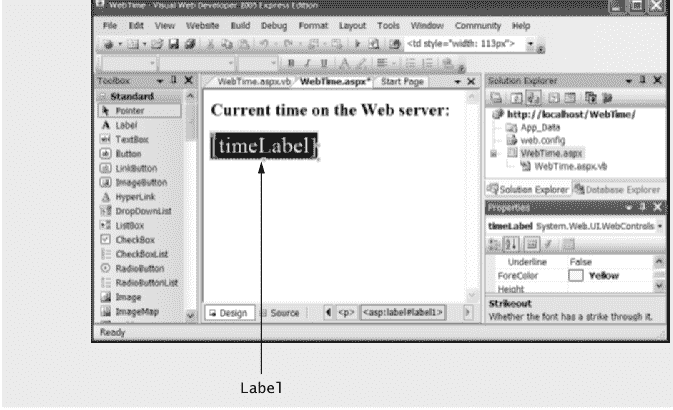 WebTime - Visual Web Developer 2005 Express Edition
File Edit View Website Build Debug Format Layout Tools Window Community Help
<td style="width: 113px">
B I U A
Toolbox
Standard
Pointer
Label
TextBox
Button
LinkButton
ImageButton
HyperLink
DropDownList
ListBox
CheckBox
CheckBoxList
RadioButton
RadioButtonList
Image
ImageMap
WebTime.aspx.vb WebTime.aspx* Start Page
Current time on the Web server:
[timeLabel]
Design Source <p> <asp:label#label1>
Solution Explorer
http://localhost/WebTime/
App_Data
web.config
WebTime.aspx
WebTime.aspx.vb
Solution Explorer Database Explorer
Properties
timeLabel System.Web.UI.WebControls
Underline False
ForeColor Yellow
Height
Strikeout
Whether the font has a strike through it.
Ready
Label